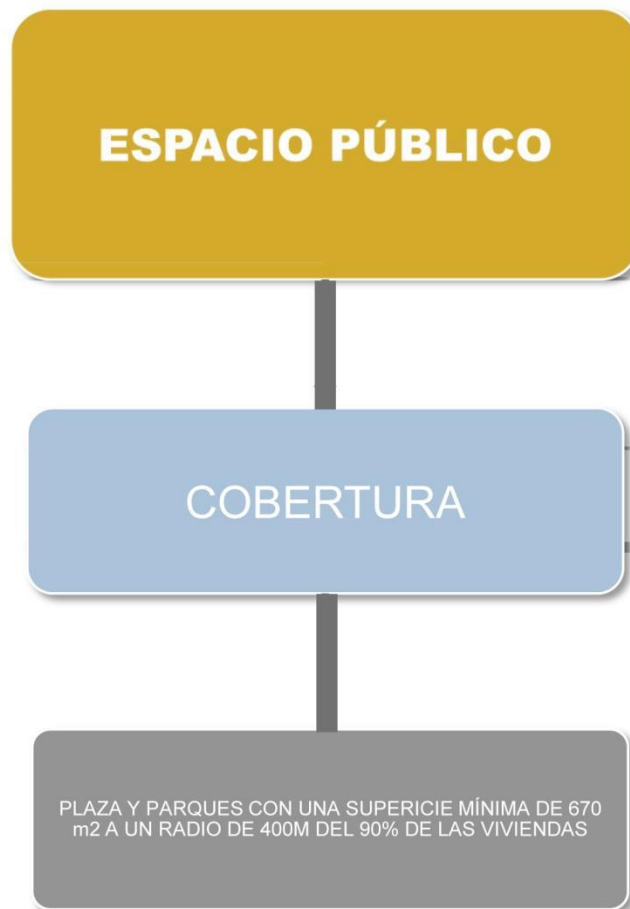 ESPACIO PÚBLICO
COBERTURA
PLAZA Y PARQUES CON UNA SUPERICIE MÍNIMA DE 670
m2 A UN RADIO DE 400M DEL 90% DE LAS VIVIENDAS